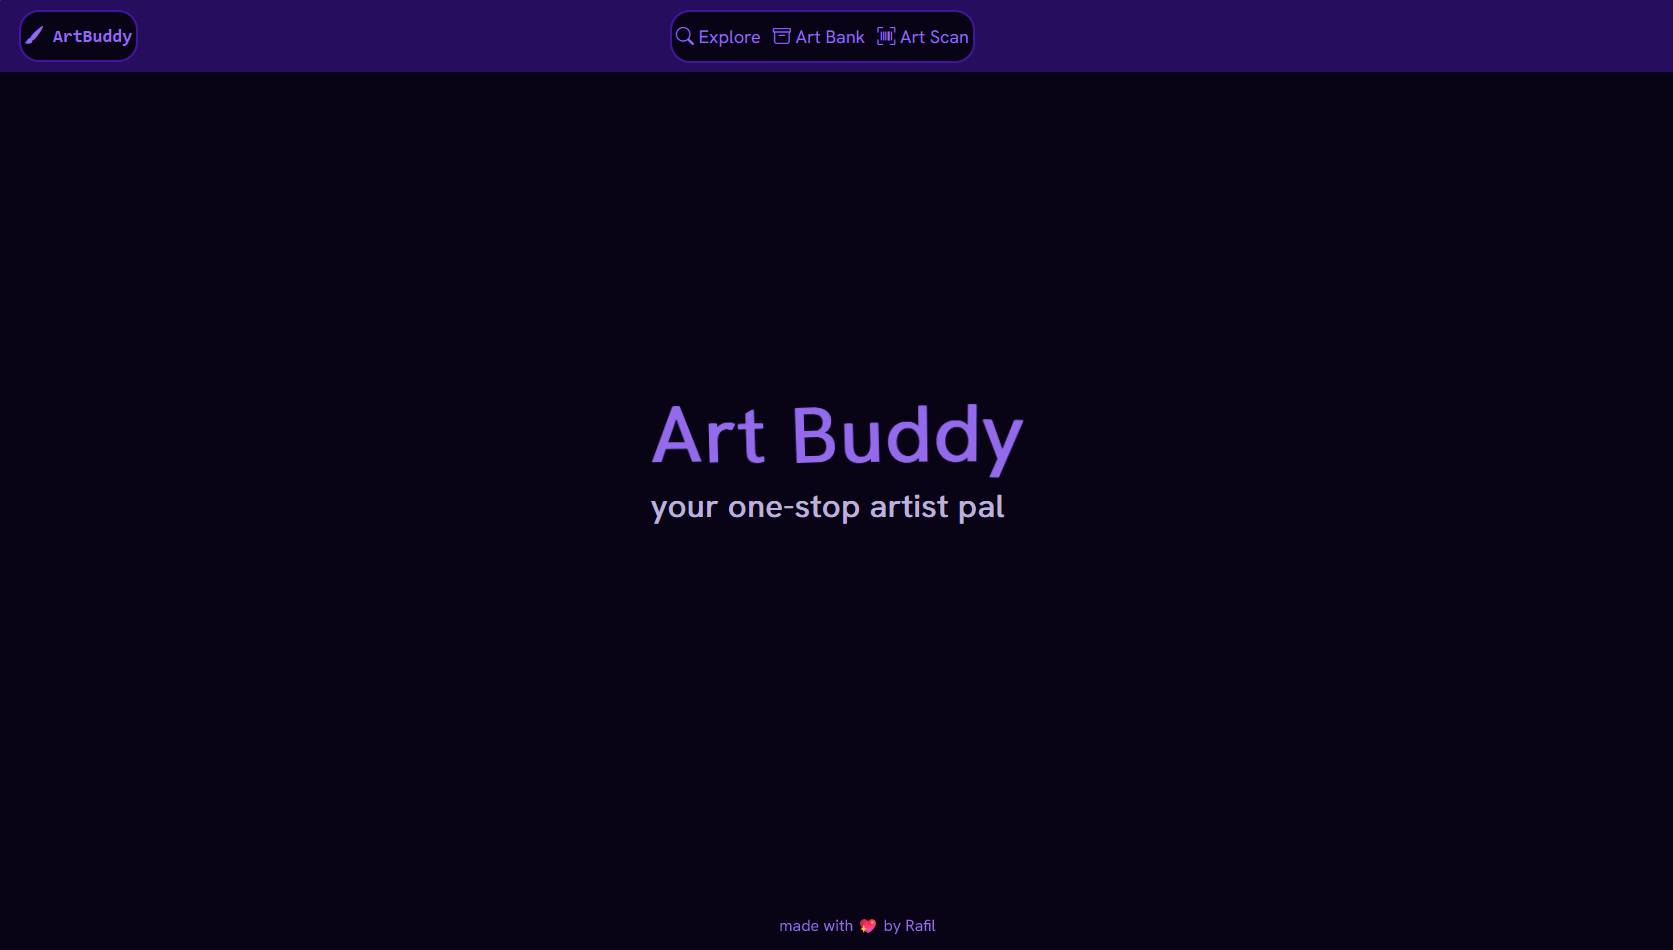 ArtBuddy
Explore Art Bank Art Scan
Art Buddy
your one-stop artist pal
made with 💖 by Rafil